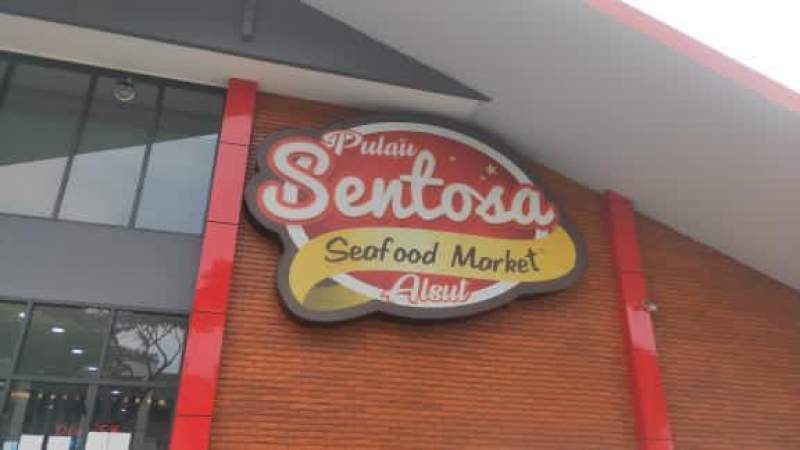 Pulau
Sentosa
Seafood Market
Alsut